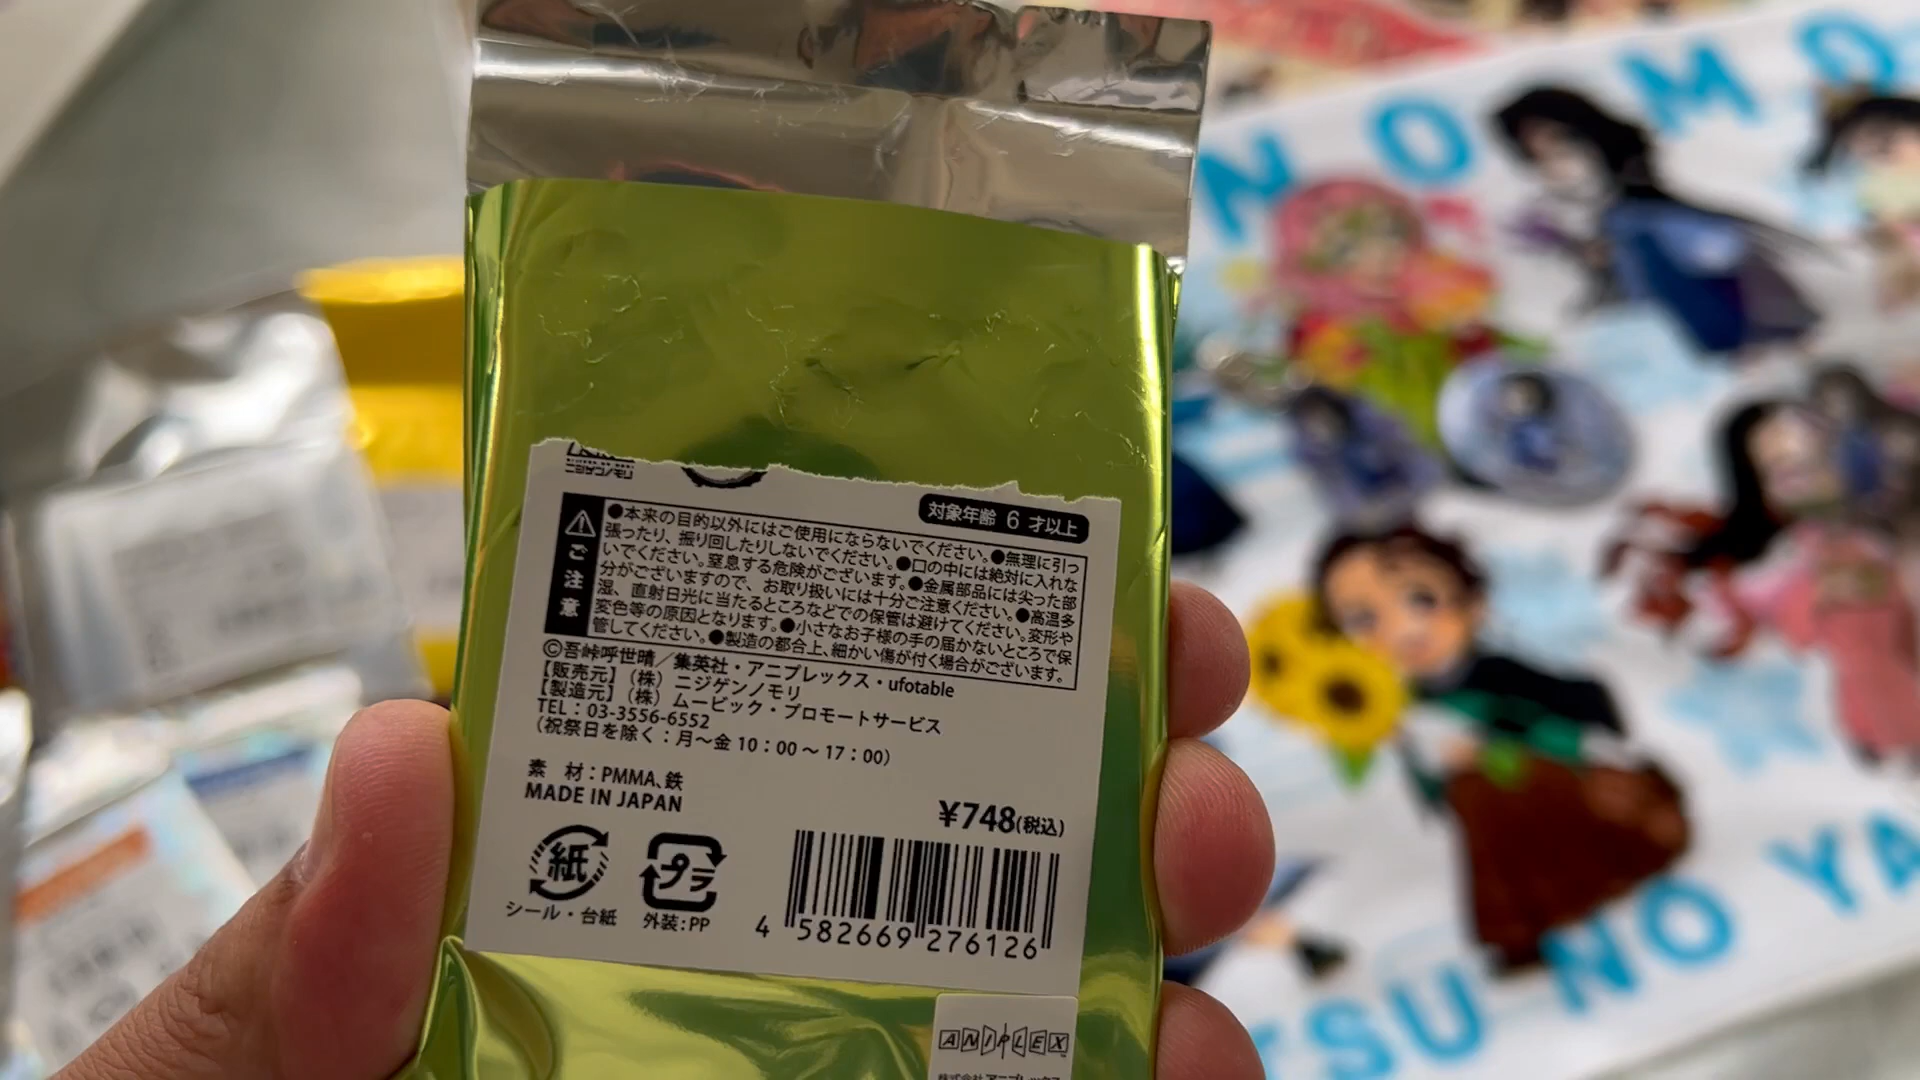 ニジゲンノモリ
対象年齢 6 才以上
ご注意
●本来の目的以外にはご使用にならないでください。●無理に引っ
張ったり、振り回したりしないでください。●口の中には絶対に入れな
いでください。窒息する危険がございます。●金属部品には尖った部
分がございますので、お取り扱いには十分ご注意ください。●高温多
湿、直射日光に当たるところなどでの保管は避けてください。変形や
変色等の原因となります。●小さなお子様の手の届かないところで保
管してください。●製造の都合上、細かい傷が付く場合がございます。
©吾峠呼世晴／集英社・アニプレックス・ufotable
【販売元】（株）ニジゲンノモリ
【製造元】（株）ムービック・プロモートサービス
TEL：03-3556-6552
（祝祭日を除く：月～金 10：00 ～ 17：00）
素 材：PMMA、鉄
MADE IN JAPAN
¥748(税込)
紙
シール・台紙
プラ
外装:PP
4 582669 276126
ANIPLEX
株式会社アニプレックス
NOMO
TSU NO YA